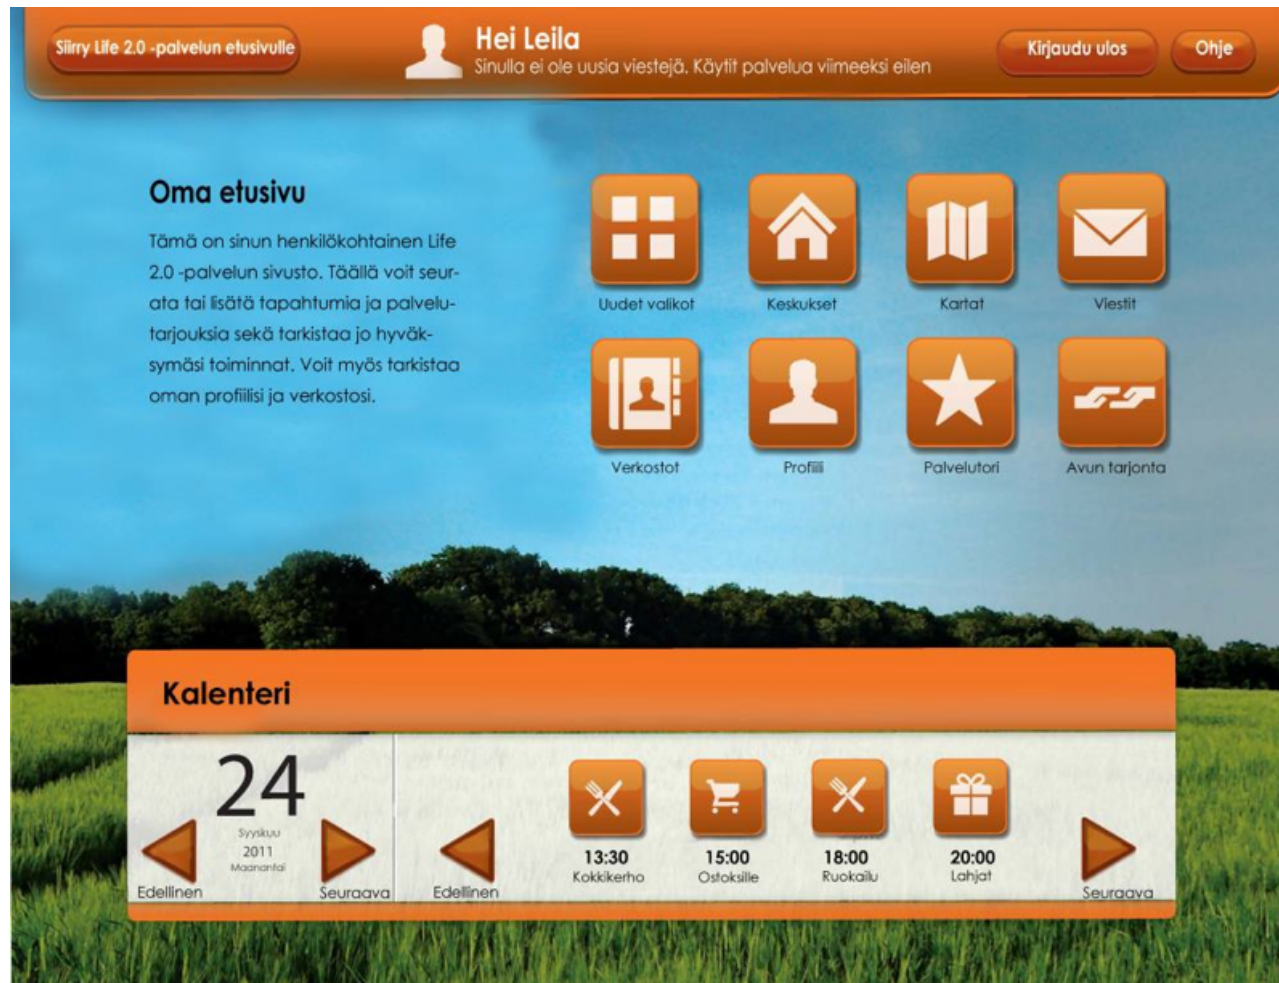 Siirry Life 2.0 -palvelun etusivulle
Hei Leila
Sinulla ei ole uusia viestejä. Käytit palvelua viimeeksi eilen
Kirjaudu ulos
Ohje
Oma etusivu
Tämä on sinun henkilökohtainen Life
2.0 -palvelun sivusto. Täällä voit seur-
ata tai lisätä tapahtumia ja palvelu-
tarjouksia sekä tarkistaa jo hyväk-
symäsi toiminnat. Voit myös tarkistaa
oman profiilisi ja verkostosi.
Uudet valikot
Keskukset
Kartat
Viestit
Verkostot
Profiili
Palvelutori
Avun tarjonta
Kalenteri
24
Syyskuu
2011
Maanantai
Edellinen
Seuraava
Edellinen
13:30
Kokkikerho
15:00
Ostoksille
18:00
Ruokailu
20:00
Lahjat
Seuraava